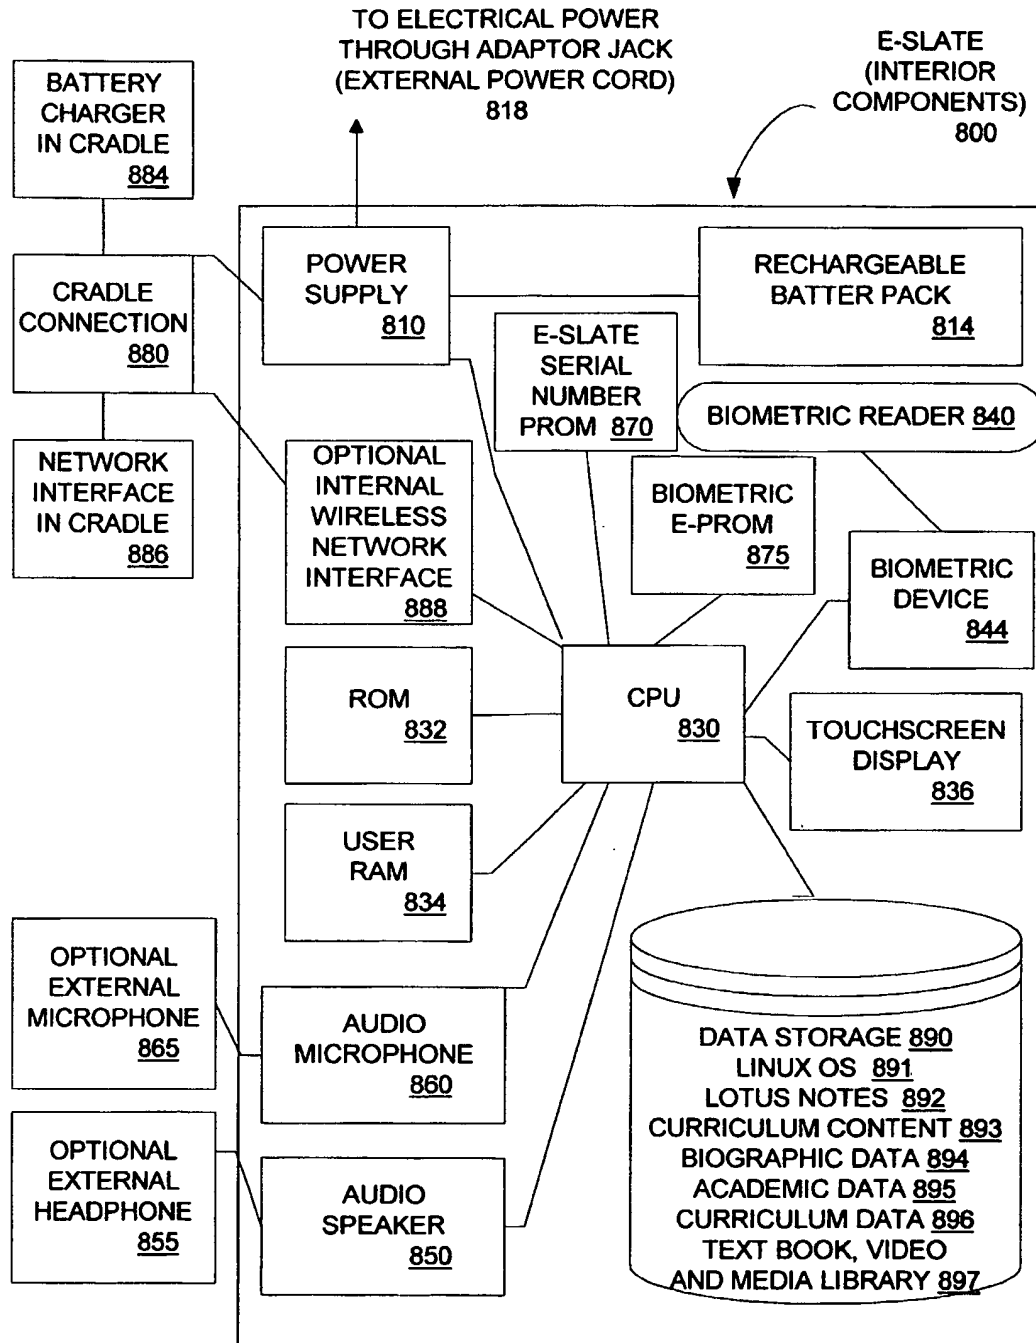 TO ELECTRICAL POWER
THROUGH ADAPTOR JACK
(EXTERNAL POWER CORD)
818
E-SLATE
(INTERIOR
COMPONENTS)
800
BATTERY
CHARGER
IN CRADLE
884
CRADLE
CONNECTION
880
NETWORK
INTERFACE
IN CRADLE
886
POWER
SUPPLY
810
RECHARGEABLE
BATTER PACK
814
E-SLATE
SERIAL
NUMBER
PROM 870
BIOMETRIC READER 840
OPTIONAL
INTERNAL
WIRELESS
NETWORK
INTERFACE
888
BIOMETRIC
E-PROM
875
BIOMETRIC
DEVICE
844
ROM
832
CPU
830
TOUCHSCREEN
DISPLAY
836
USER
RAM
834
OPTIONAL
EXTERNAL
MICROPHONE
865
AUDIO
MICROPHONE
860
OPTIONAL
EXTERNAL
HEADPHONE
855
AUDIO
SPEAKER
850
DATA STORAGE 890
LINUX OS 891
LOTUS NOTES 892
CURRICULUM CONTENT 893
BIOGRAPHIC DATA 894
ACADEMIC DATA 895
CURRICULUM DATA 896
TEXT BOOK, VIDEO
AND MEDIA LIBRARY 897